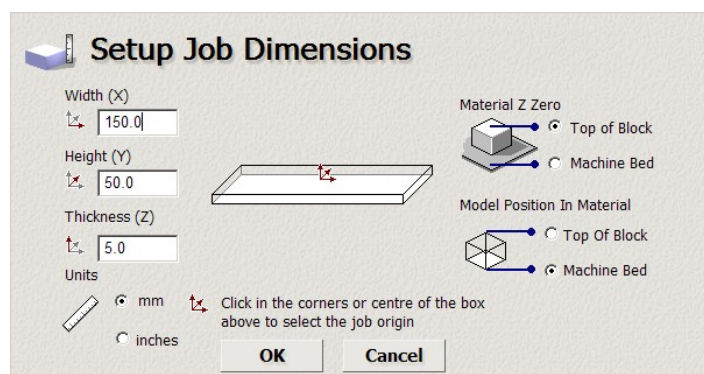 Setup Job Dimensions
Width (X)
150.0
Height (Y)
50.0
Thickness (Z)
5.0
Units
mm
inches
Material Z Zero
Top of Block
Machine Bed
Model Position In Material
Top Of Block
Machine Bed
Click in the corners or centre of the box
above to select the job origin
OK
Cancel